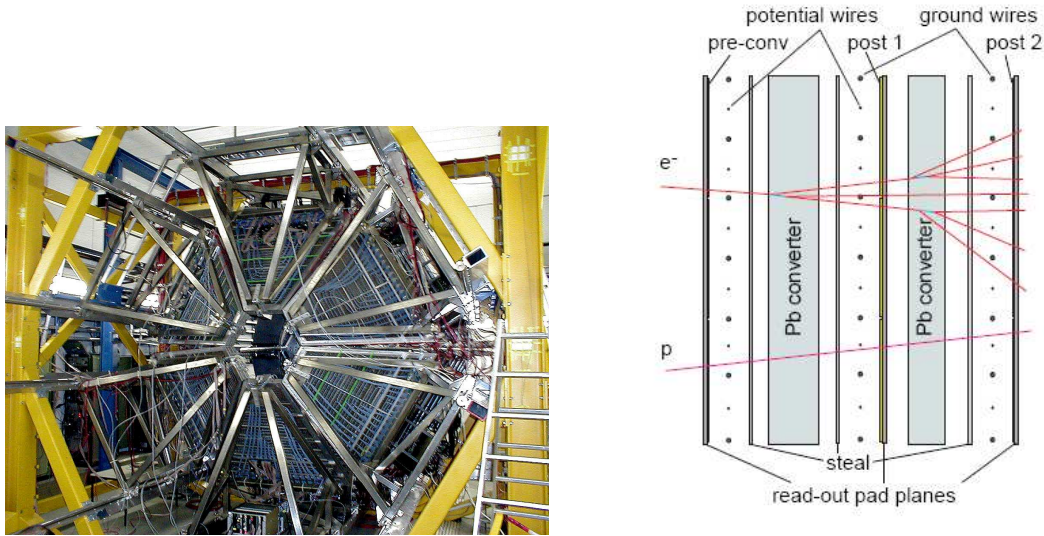 potential wires
ground wires
pre-conv
post 1
post 2
e-
Pb converter
Pb converter
p
steal
read-out pad planes